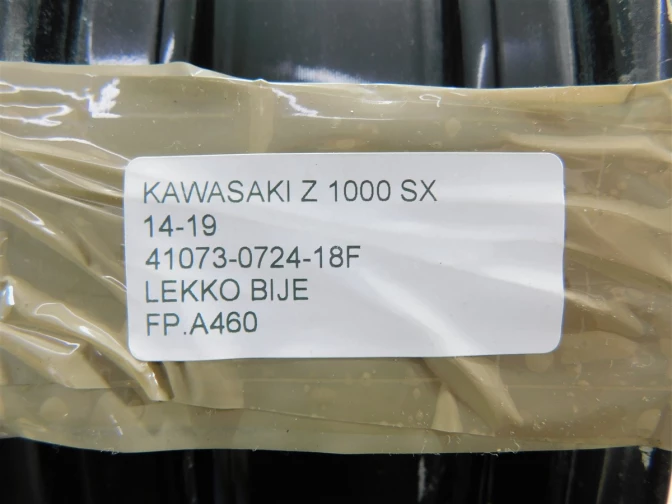 KAWASAKI Z 1000 SX
14-19
41073-0724-18F
LEKKO BIJE
FP.A460